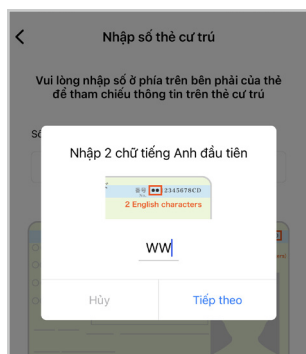 Nhập số thẻ cư trú
Vui lòng nhập số ở phía trên bên phải của thẻ
để tham chiếu thông tin trên thẻ cư trú
Nhập 2 chữ tiếng Anh đầu tiên
2345678CD
2 English characters
WW
Hủy
Tiếp theo